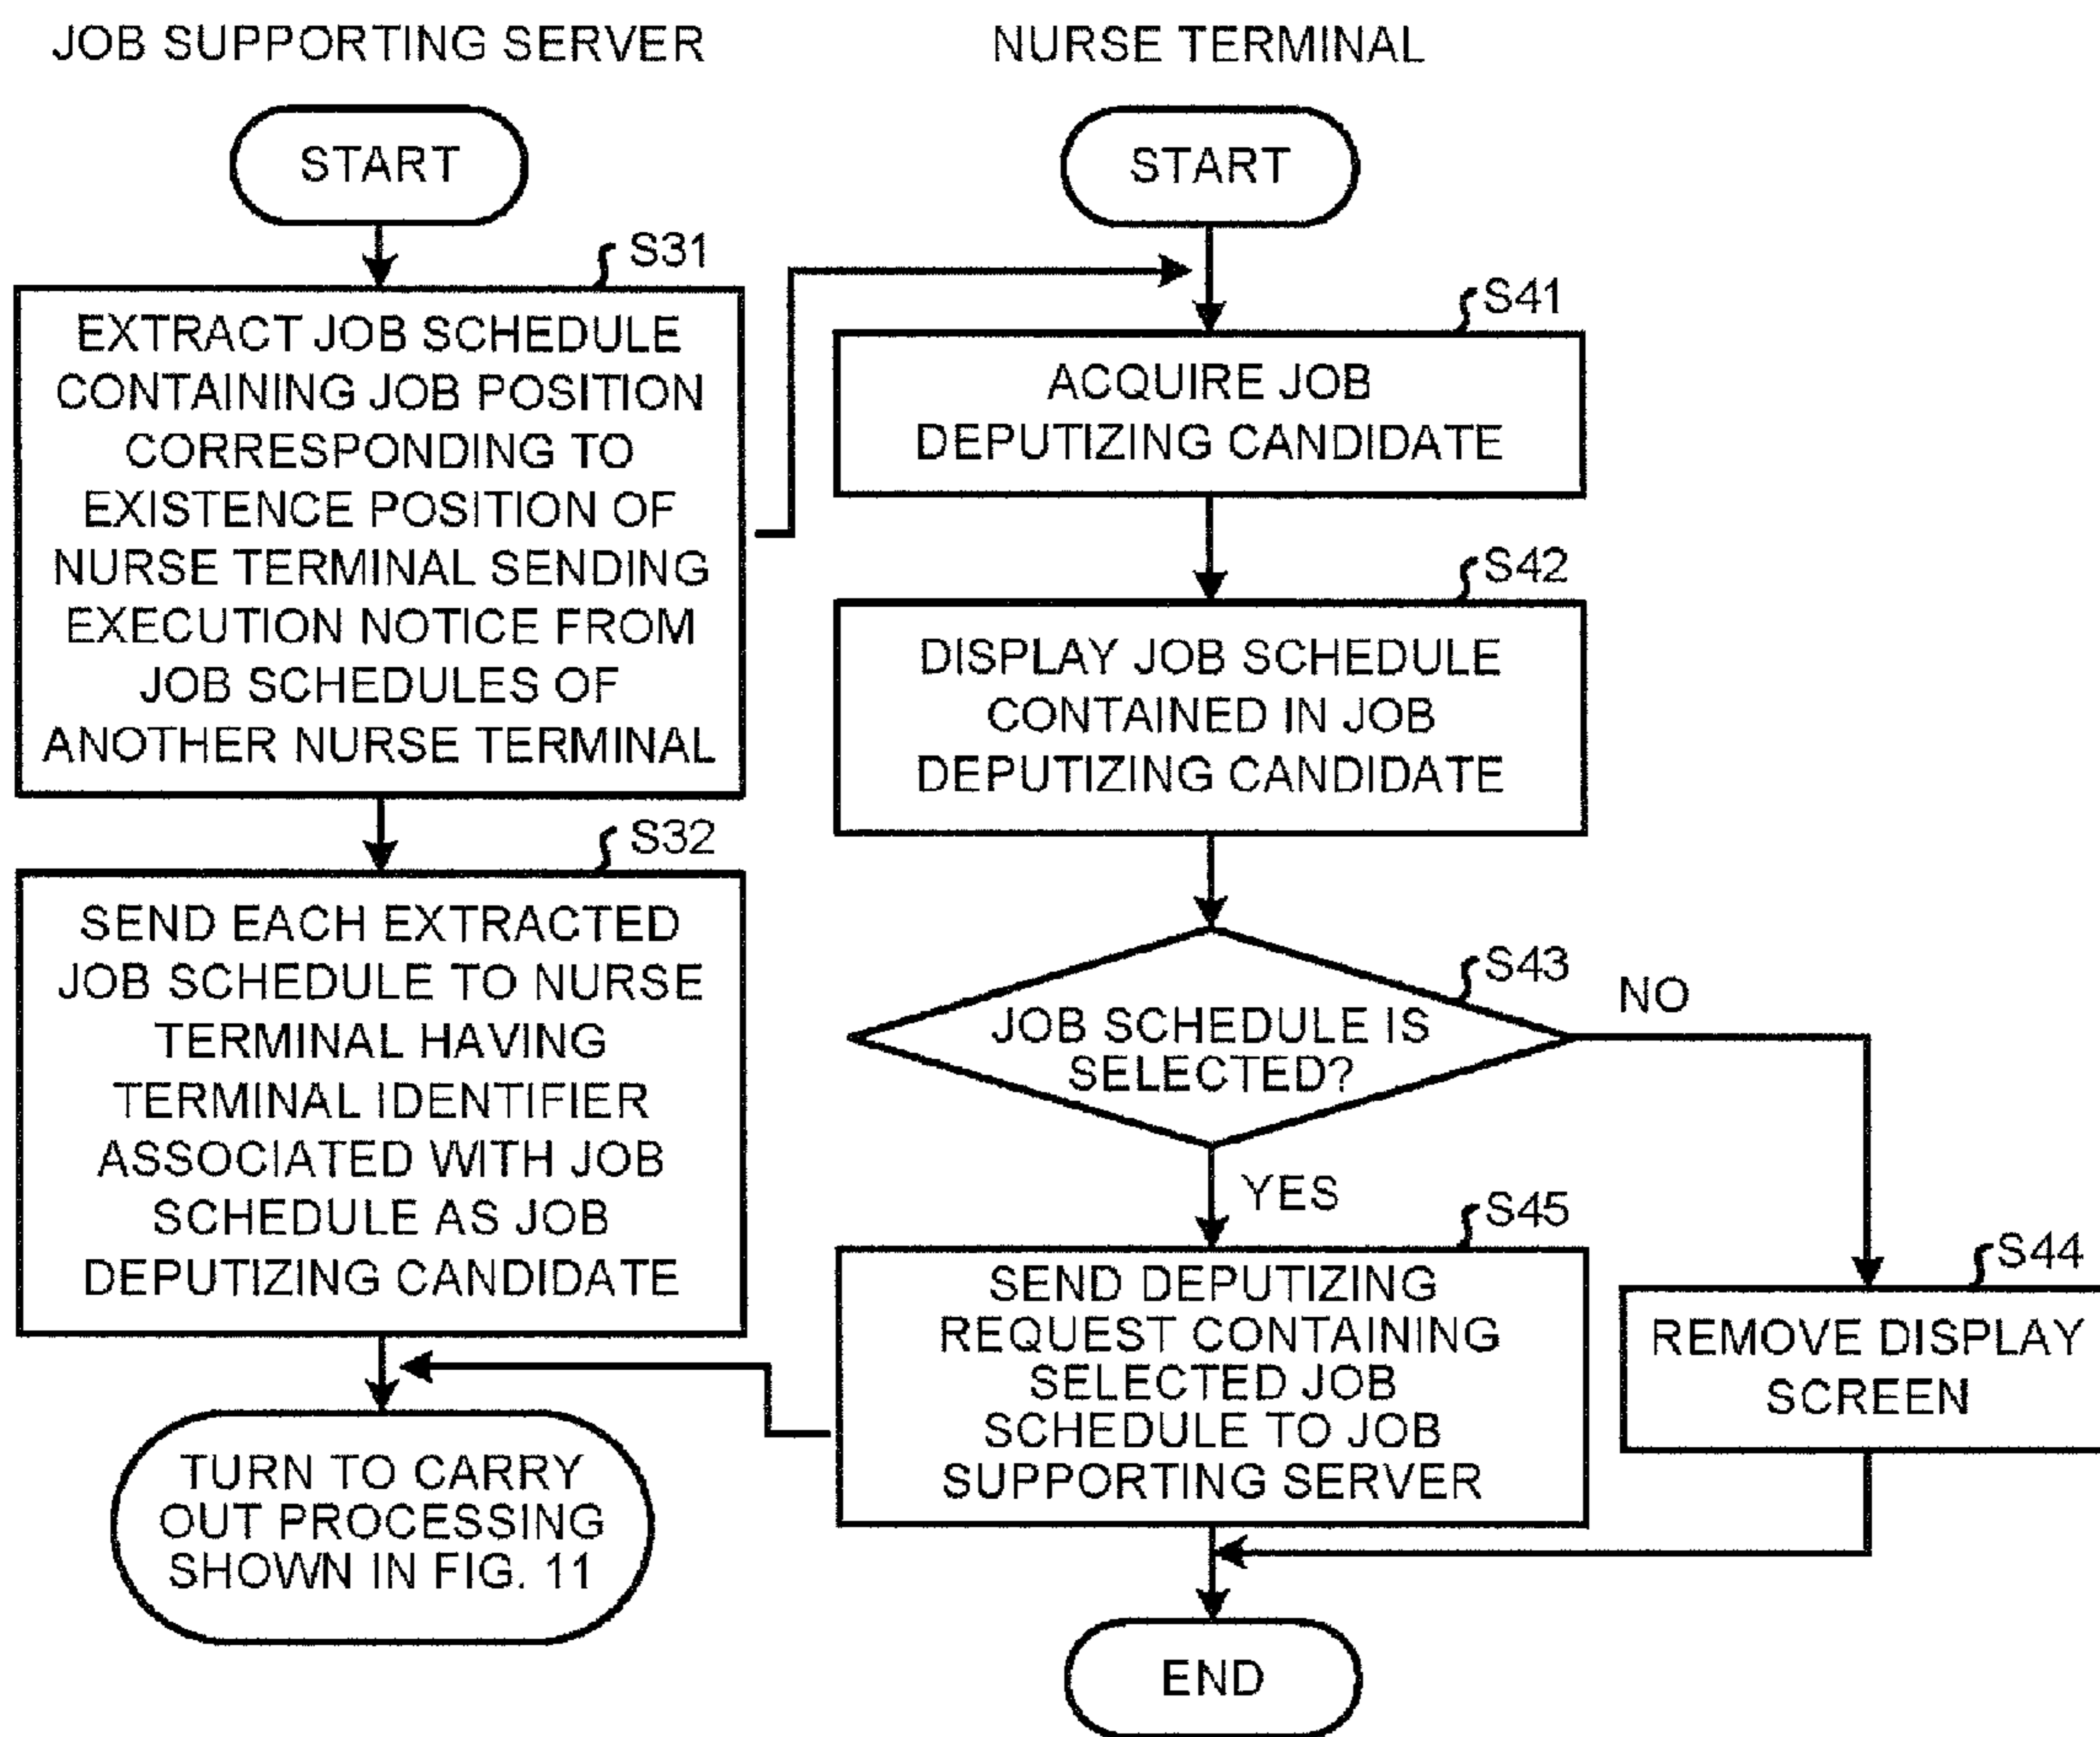 JOB SUPPORTING SERVER
START
S31
EXTRACT JOB SCHEDULE
CONTAINING JOB POSITION
CORRESPONDING TO
EXISTENCE POSITION OF
NURSE TERMINAL SENDING
EXECUTION NOTICE FROM
JOB SCHEDULES OF
ANOTHER NURSE TERMINAL
S32
SEND EACH EXTRACTED
JOB SCHEDULE TO NURSE
TERMINAL HAVING
TERMINAL IDENTIFIER
ASSOCIATED WITH JOB
SCHEDULE AS JOB
DEPUTIZING CANDIDATE
TURN TO CARRY
OUT PROCESSING
SHOWN IN FIG. 11
NURSE TERMINAL
START
S41
ACQUIRE JOB
DEPUTIZING CANDIDATE
S42
DISPLAY JOB SCHEDULE
CONTAINED IN JOB
DEPUTIZING CANDIDATE
S43
JOB SCHEDULE IS
SELECTED?
NO
YES
S45
SEND DEPUTIZING
REQUEST CONTAINING
SELECTED JOB
SCHEDULE TO JOB
SUPPORTING SERVER
S44
REMOVE DISPLAY
SCREEN
END